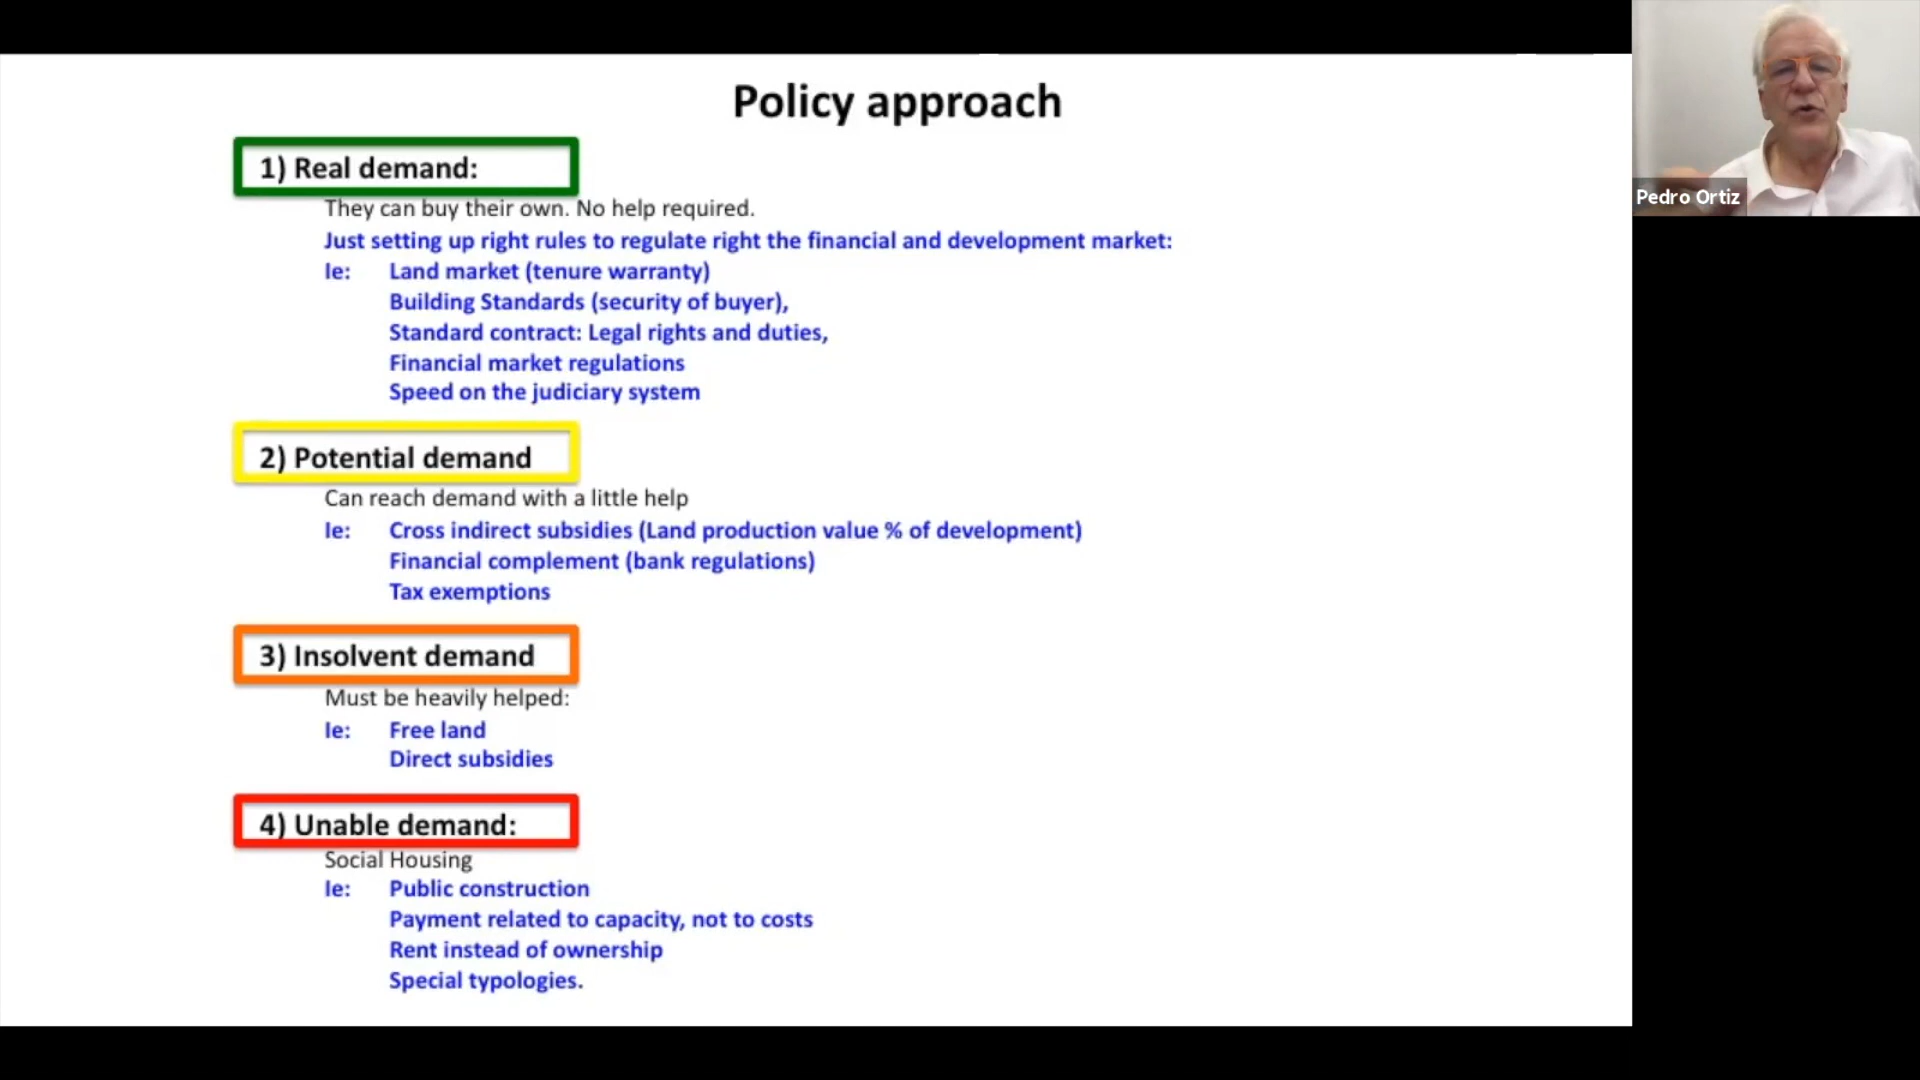 Policy approach
1) Real demand:
They can buy their own. No help required.
Just setting up right rules to regulate right the financial and development market:
Ie: Land market (tenure warranty)
Building Standards (security of buyer),
Standard contract: Legal rights and duties,
Financial market regulations
Speed on the judiciary system
2) Potential demand
Can reach demand with a little help
Ie: Cross indirect subsidies (Land production value % of development)
Financial complement (bank regulations)
Tax exemptions
3) Insolvent demand
Must be heavily helped:
Ie: Free land
Direct subsidies
4) Unable demand:
Social Housing
Ie: Public construction
Payment related to capacity, not to costs
Rent instead of ownership
Special typologies.
Pedro Ortiz